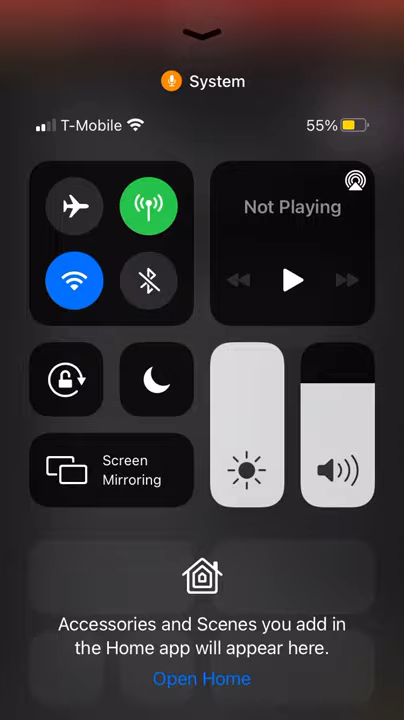 System
T-Mobile
55%
Not Playing
Screen
Mirroring
Accessories and Scenes you add in
the Home app will appear here.
Open Home